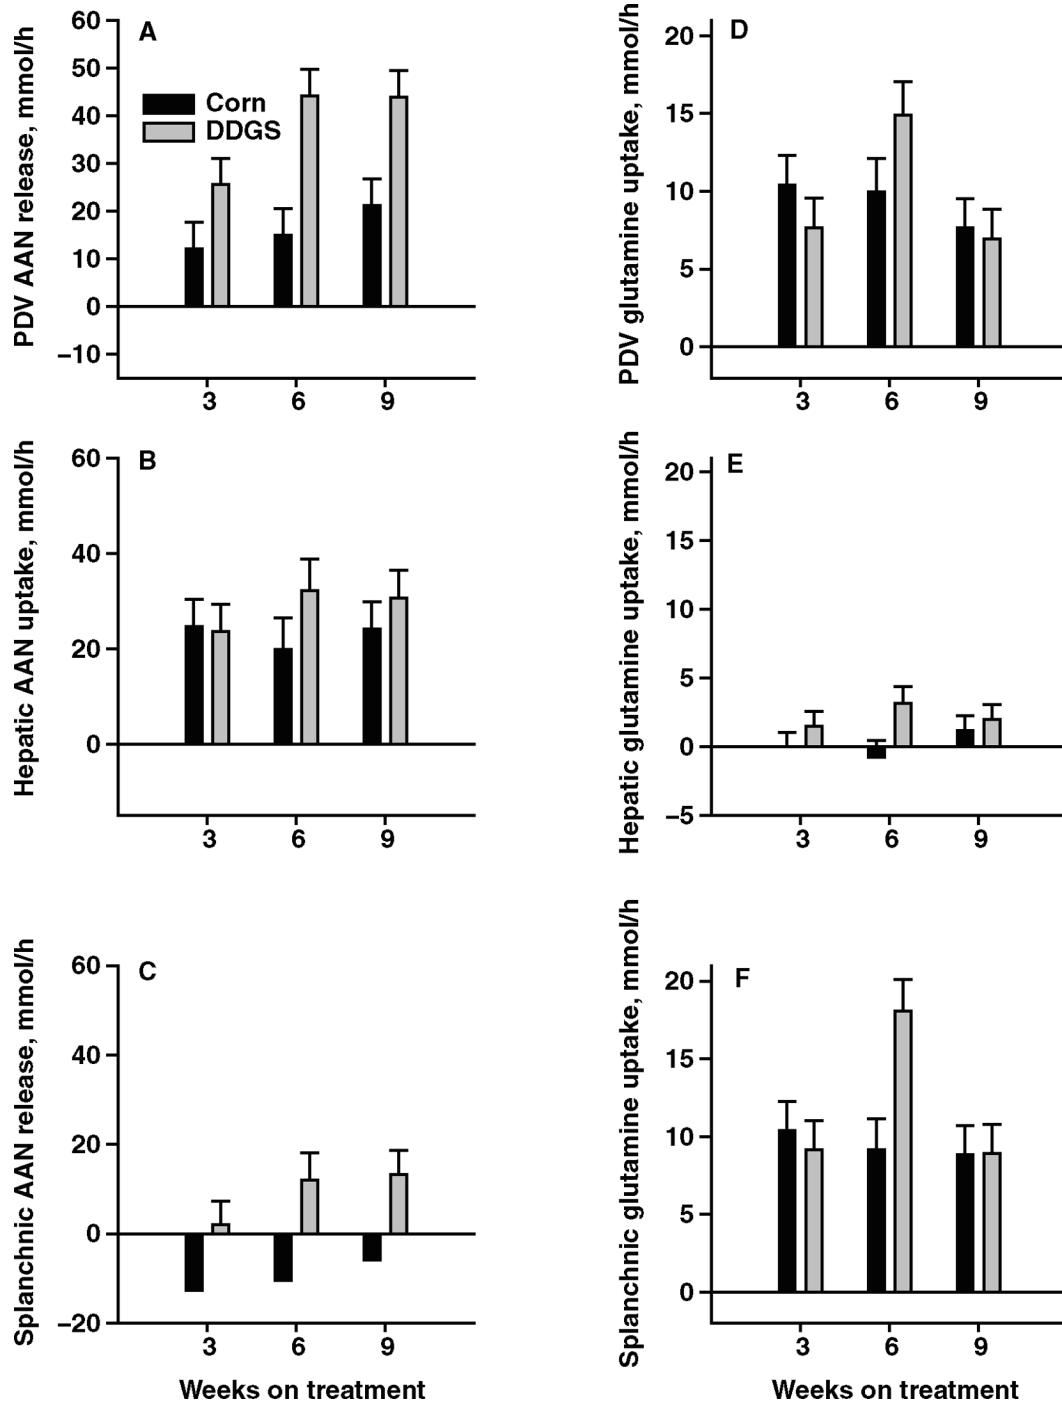 A
PDV AAN release, mmol/h
60
50
40
30
20
10
0
−10
Corn
DDGS
3 6 9
D
PDV glutamine uptake, mmol/h
20
15
10
5
0
3 6 9
B
Hepatic AAN uptake, mmol/h
60
40
20
0
3 6 9
E
Hepatic glutamine uptake, mmol/h
20
15
10
5
0
−5
3 6 9
C
Splanchnic AAN release, mmol/h
60
40
20
0
−20
3 6 9
Weeks on treatment
F
Splanchnic glutamine uptake, mmol/h
20
15
10
5
0
3 6 9
Weeks on treatment